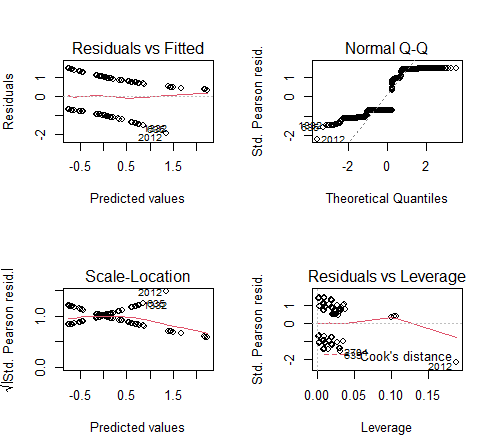 Residuals vs Fitted
Residuals
-2 0 1
2012
-0.5 0.5 1.5
Predicted values
Normal Q-Q
Std. Pearson resid.
-2 0 1
2012
-2 0 2
Theoretical Quantiles
Scale-Location
√|Std. Pearson resid.|
0.0 1.0
2012
-0.5 0.5 1.5
Predicted values
Residuals vs Leverage
Std. Pearson resid.
-2 0 1
Cook's distance
2012
0.00 0.05 0.10 0.15
Leverage